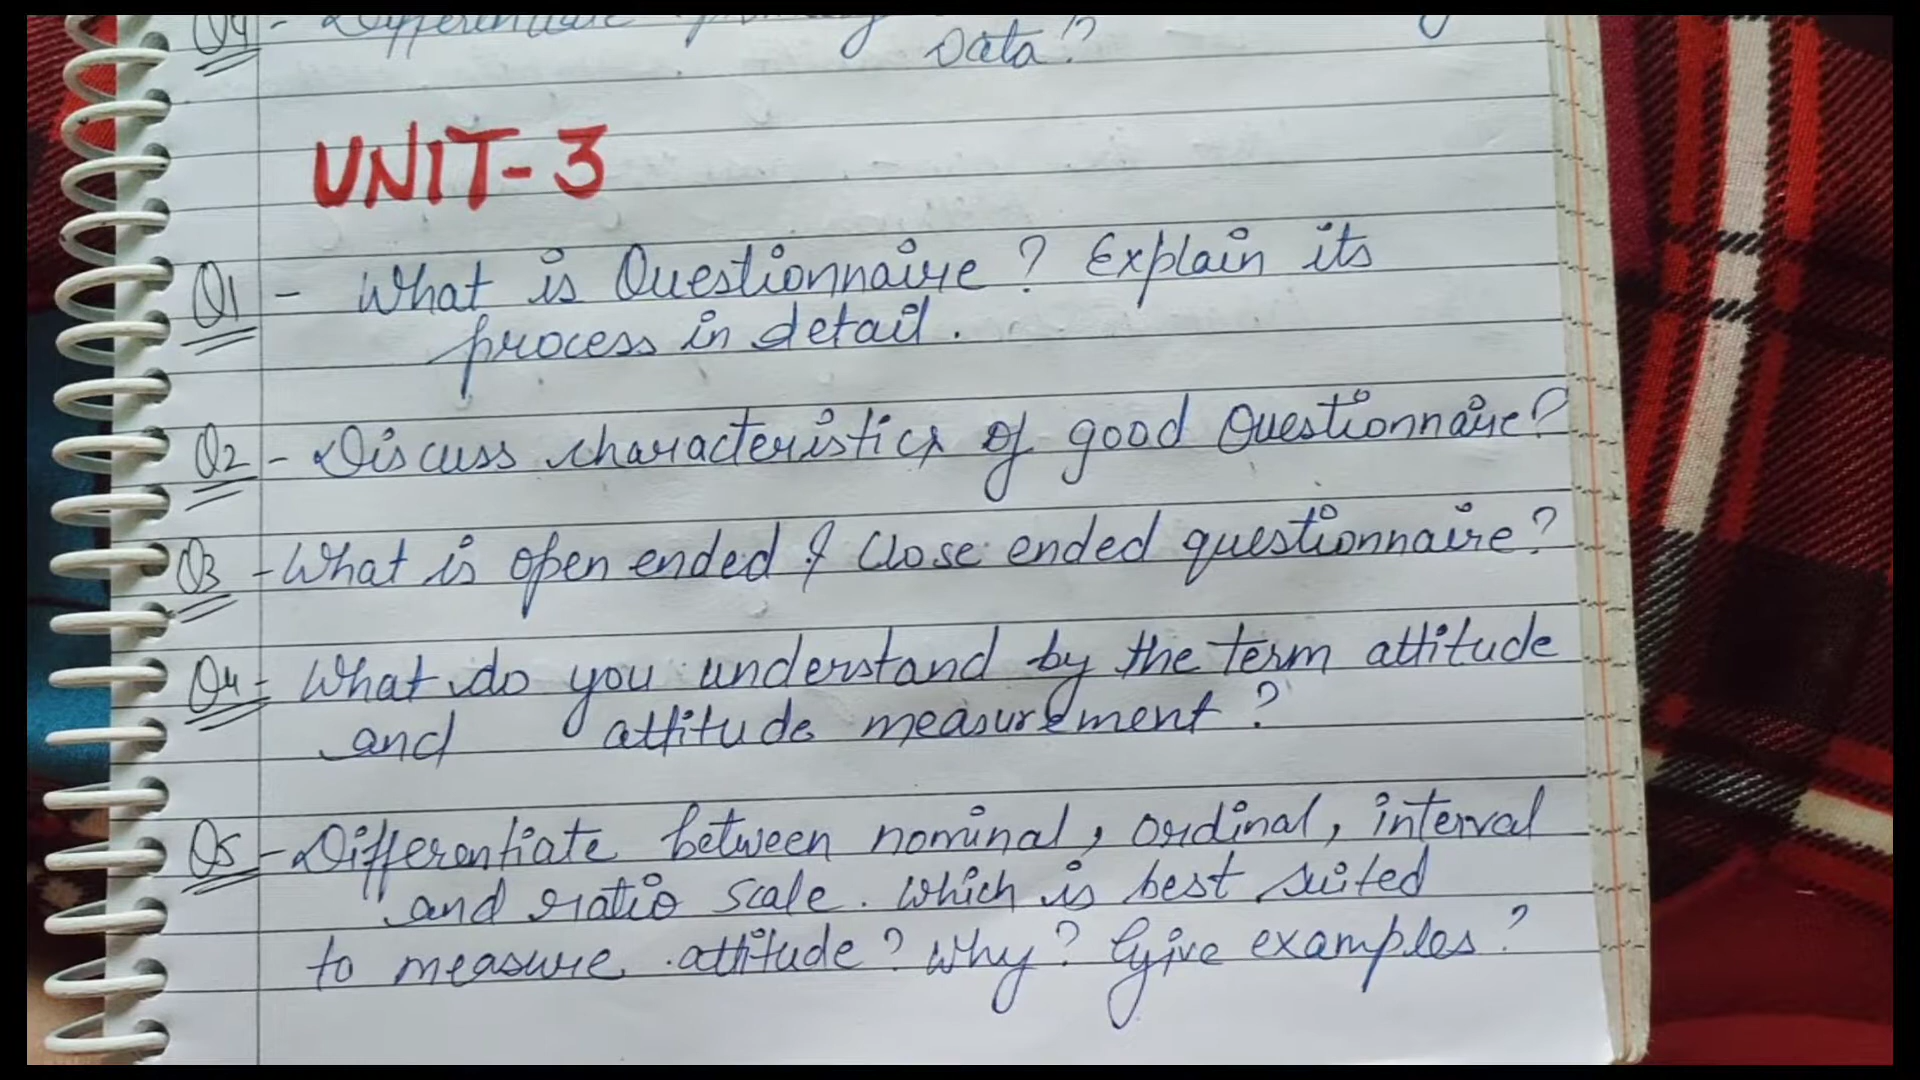 Q4 - Differentiate
Data?
UNIT-3
Q1 - What is Questionnaire ? Explain its
process in detail.
Q2 - Discuss characteristics of good Questionnaire?
Q3 - What is open ended & Close ended questionnaire?
Q4 - What do you understand by the term attitude
and attitude measurement?
Q5 - Differentiate between nominal, ordinal, interval
and ratio scale. Which is best suited
to measure attitude? Why? Give examples?